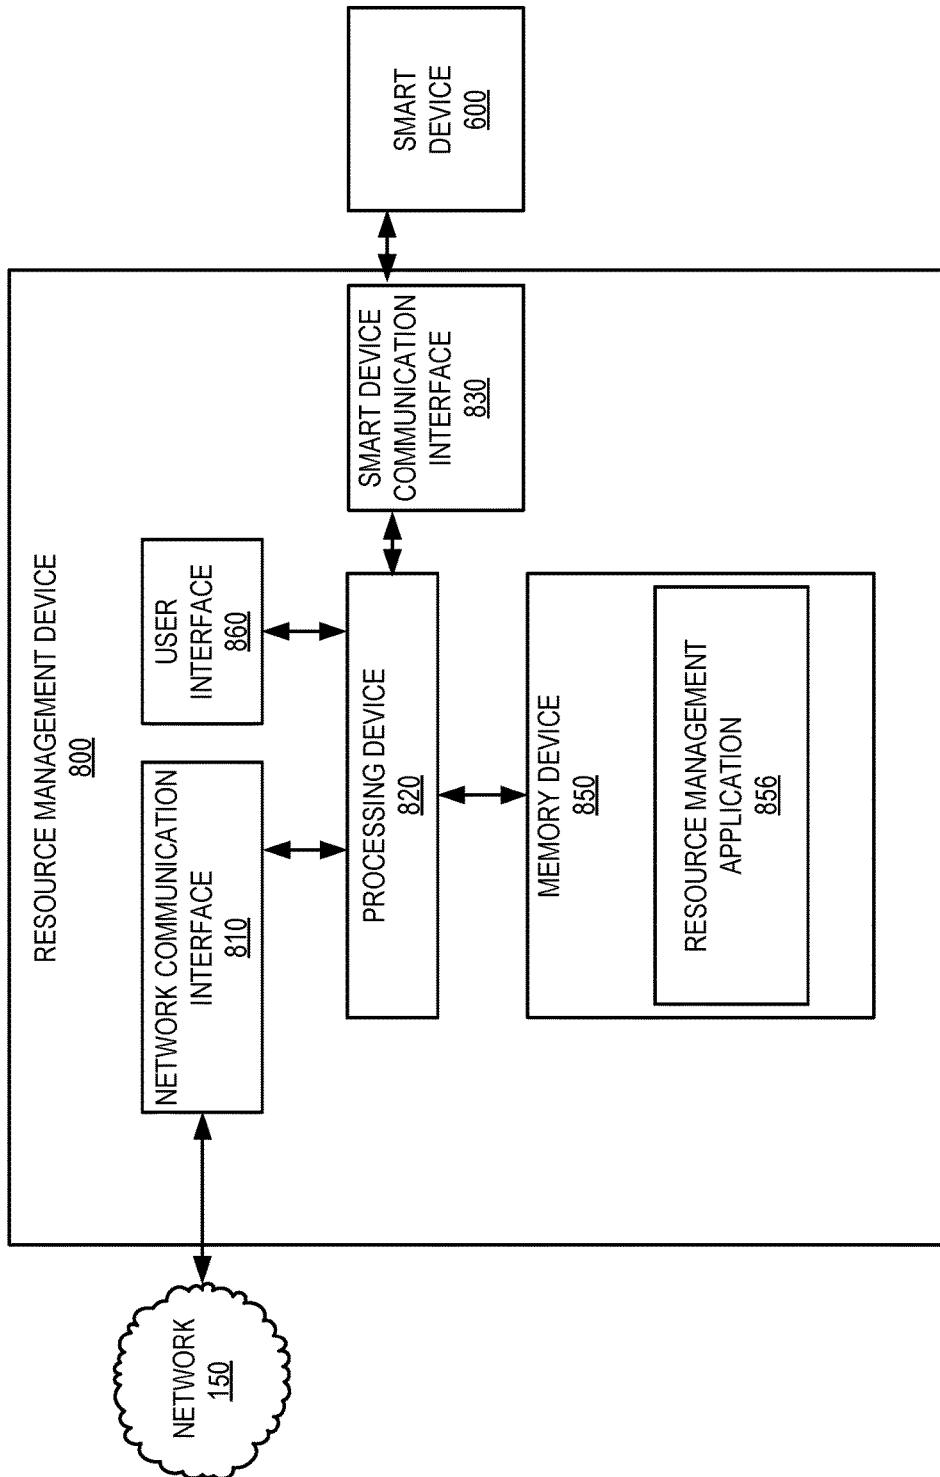 RESOURCE MANAGEMENT DEVICE
800
NETWORK
150
NETWORK COMMUNICATION
INTERFACE
810
USER
INTERFACE
860
PROCESSING DEVICE
820
SMART DEVICE
COMMUNICATION
INTERFACE
830
SMART
DEVICE
600
MEMORY DEVICE
850
RESOURCE MANAGEMENT
APPLICATION
856